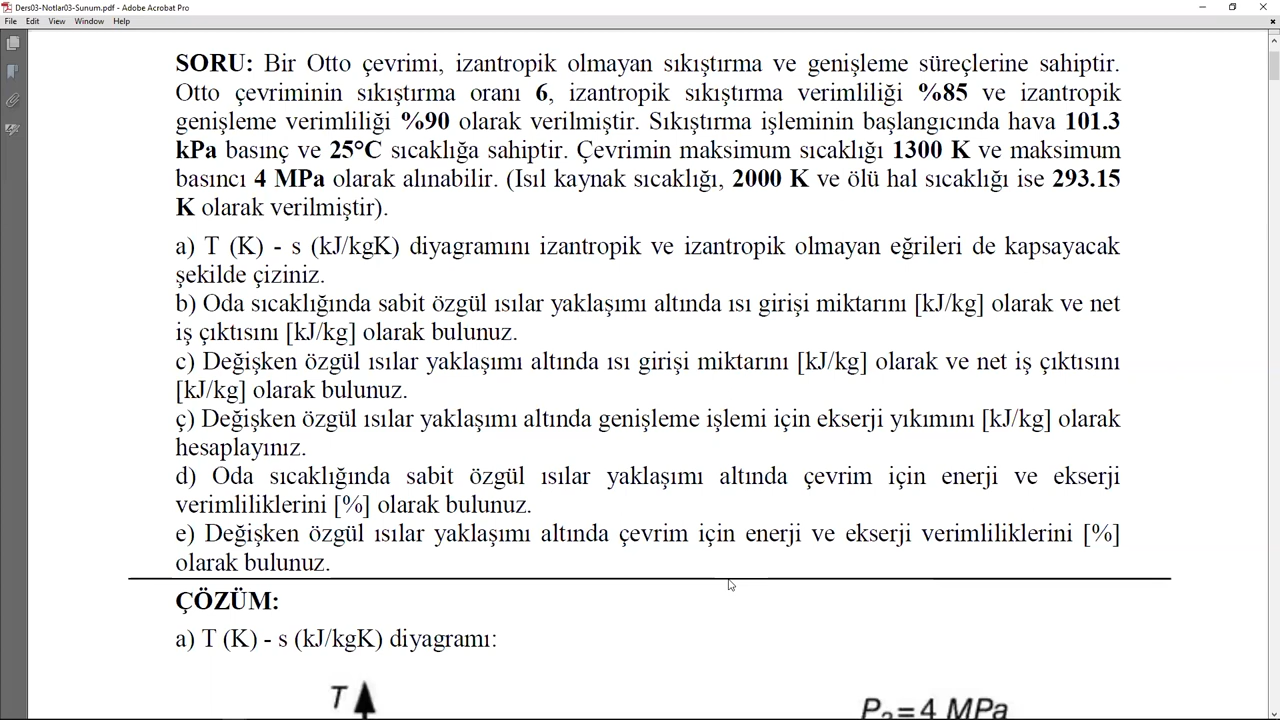 Ders03-Notlar03-Sunum.pdf - Adobe Acrobat Pro
File Edit View Window Help
SORU: Bir Otto çevrimi, izantropik olmayan sıkıştırma ve genişleme süreçlerine sahiptir.
Otto çevriminin sıkıştırma oranı 6, izantropik sıkıştırma verimliliği %85 ve izantropik
genişleme verimliliği %90 olarak verilmiştir. Sıkıştırma işleminin başlangıcında hava 101.3
kPa basınç ve 25°C sıcaklığa sahiptir. Çevrimin maksimum sıcaklığı 1300 K ve maksimum
basıncı 4 MPa olarak alınabilir. (Isıl kaynak sıcaklığı, 2000 K ve ölü hal sıcaklığı ise 293.15
K olarak verilmiştir).
a) T (K) - s (kJ/kgK) diyagramını izantropik ve izantropik olmayan eğrileri de kapsayacak
şekilde çiziniz.
b) Oda sıcaklığında sabit özgül ısılar yaklaşımı altında ısı girişi miktarını [kJ/kg] olarak ve net
iş çıktısını [kJ/kg] olarak bulunuz.
c) Değişken özgül ısılar yaklaşımı altında ısı girişi miktarını [kJ/kg] olarak ve net iş çıktısını
[kJ/kg] olarak bulunuz.
ç) Değişken özgül ısılar yaklaşımı altında genişleme işlemi için ekserji yıkımını [kJ/kg] olarak
hesaplayınız.
d) Oda sıcaklığında sabit özgül ısılar yaklaşımı altında çevrim için enerji ve ekserji
verimliliklerini [%] olarak bulunuz.
e) Değişken özgül ısılar yaklaşımı altında çevrim için enerji ve ekserji verimliliklerini [%]
olarak bulunuz.
ÇÖZÜM:
a) T (K) - s (kJ/kgK) diyagramı:
T
P₃=4 MPa